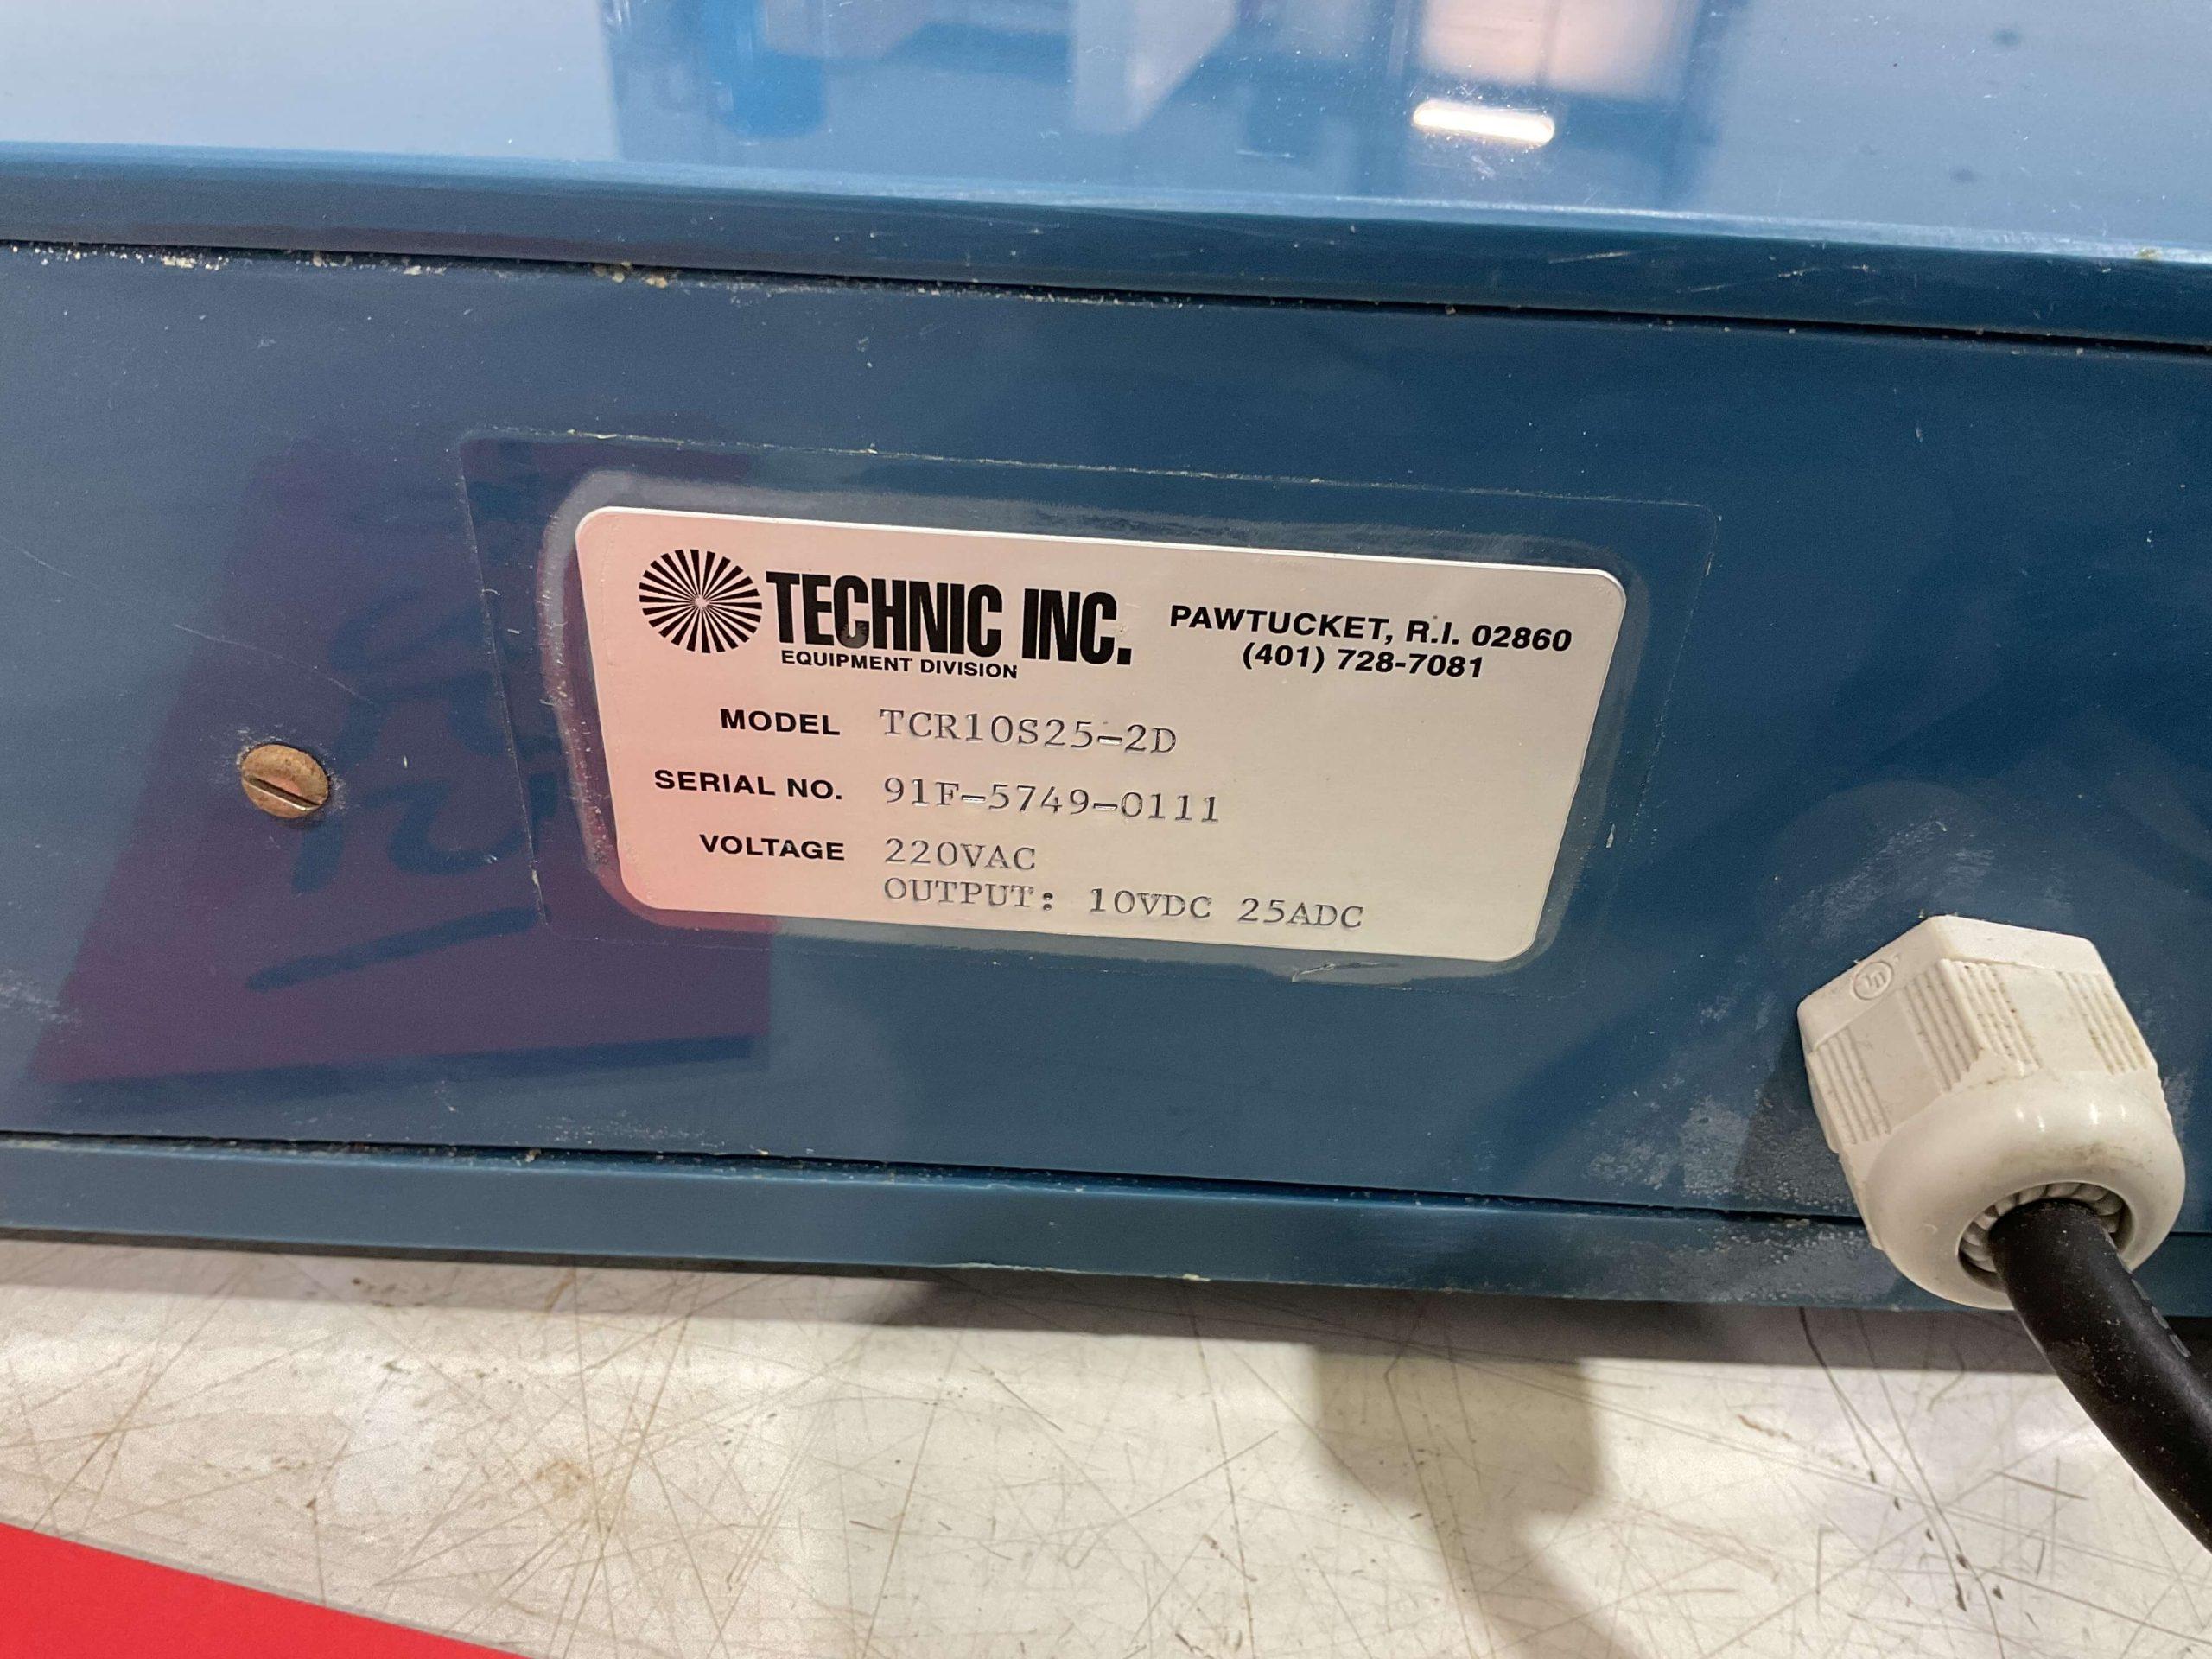 TECHNIC INC.
EQUIPMENT DIVISION
PAWTUCKET, R.I. 02860
(401) 728-7081
MODEL TCR10S25-2D
SERIAL NO. 91F-5749-0111
VOLTAGE 220VAC
OUTPUT: 10VDC 25ADC